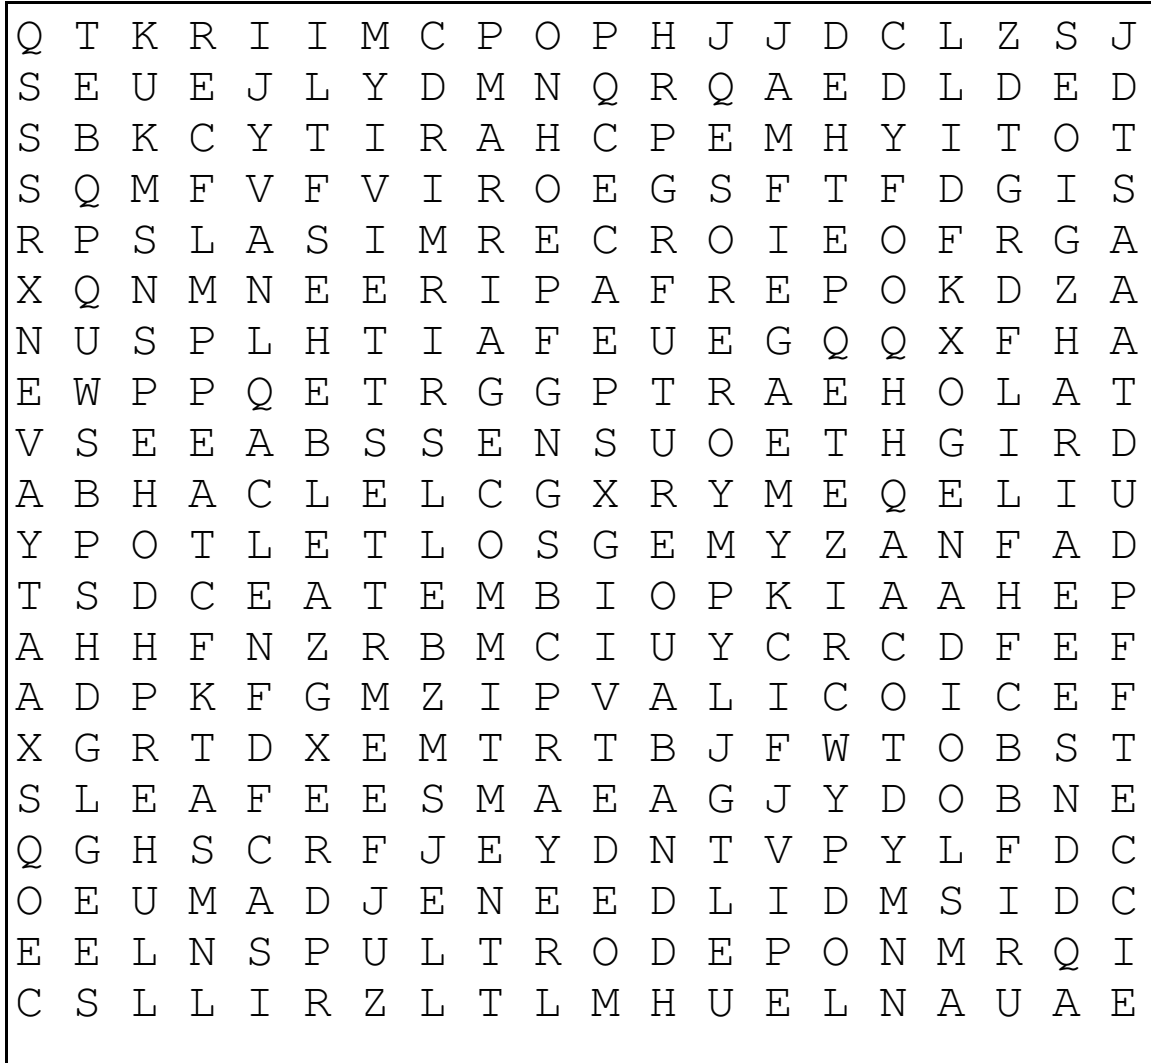 Q T K R I I M C P O P H J J D C L Z S J
S E U E J L Y D M N Q R Q A E D L D E D
S B K C Y T I R A H C P E M H Y I T O T
S Q M F V F V I R O E G S F T F D G I S
R P S L A S I M R E C R O I E O F R G A
X Q N M N E E R I P A F R E P O K D Z A
N U S P L H T I A F E U E G Q Q X F H A
E W P P Q E T R G G P T R A E H O L A T
V S E E A B S S E N S U O E T H G I R D
A B H A C L E L C G X R Y M E Q E L I U
Y P O T L E T L O S G E M Y Z A N F A D
T S D C E A T E M B I O P K I A A H E P
A H H F N Z R B M C I U Y C R C D F E F
A D P K F G M Z I P V A L I C O I C E F
X G R T D X E M T R T B J F W T O B S T
S L E A F E E S M A E A G J Y D O B N E
Q G H S C R F J E Y D N T V P Y L F D C
O E U M A D J E N E E D L I D M S I D C
E E L N S P U L T R O D E P O N M R Q I
C S L L I R Z L T L M H U E L N A U A E